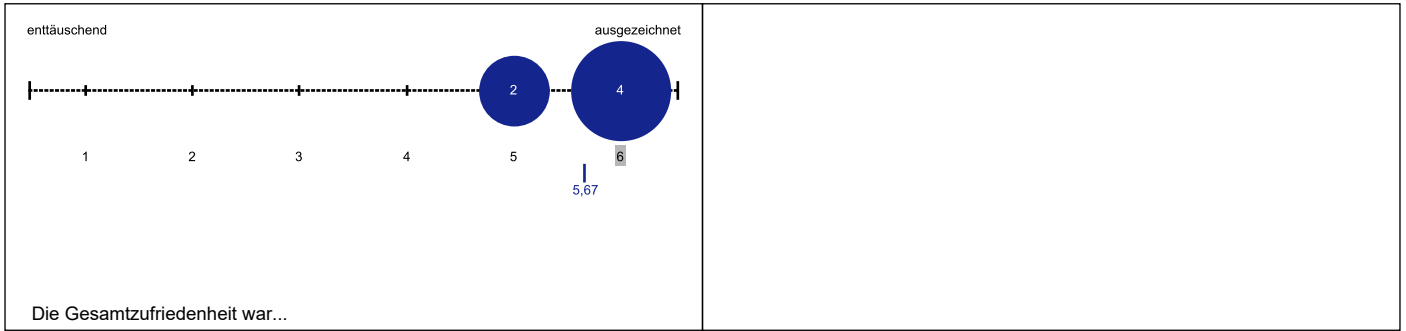 enttäuschend ausgezeichnet
2 4
1 2 3 4 5 6
5,67
Die Gesamtzufriedenheit war...